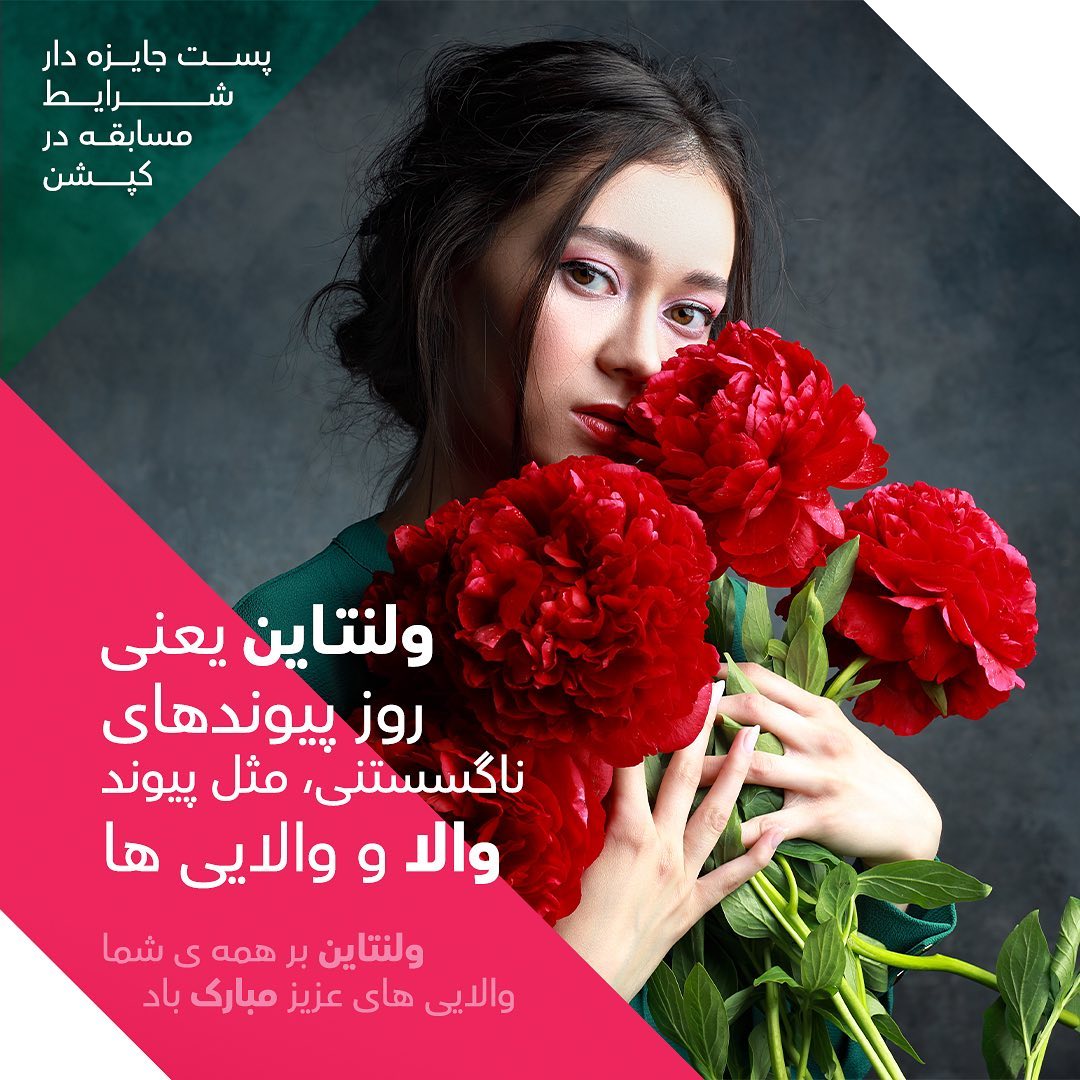 پست جایزه دار
شرایط
مسابقه در
کپشن
ولنتاین یعنی
روز پیوندهای
ناگسستنی، مثل پیوند
والا و والایی ها
ولنتاین بر همه ی شما
والایی های عزیز مبارک باد